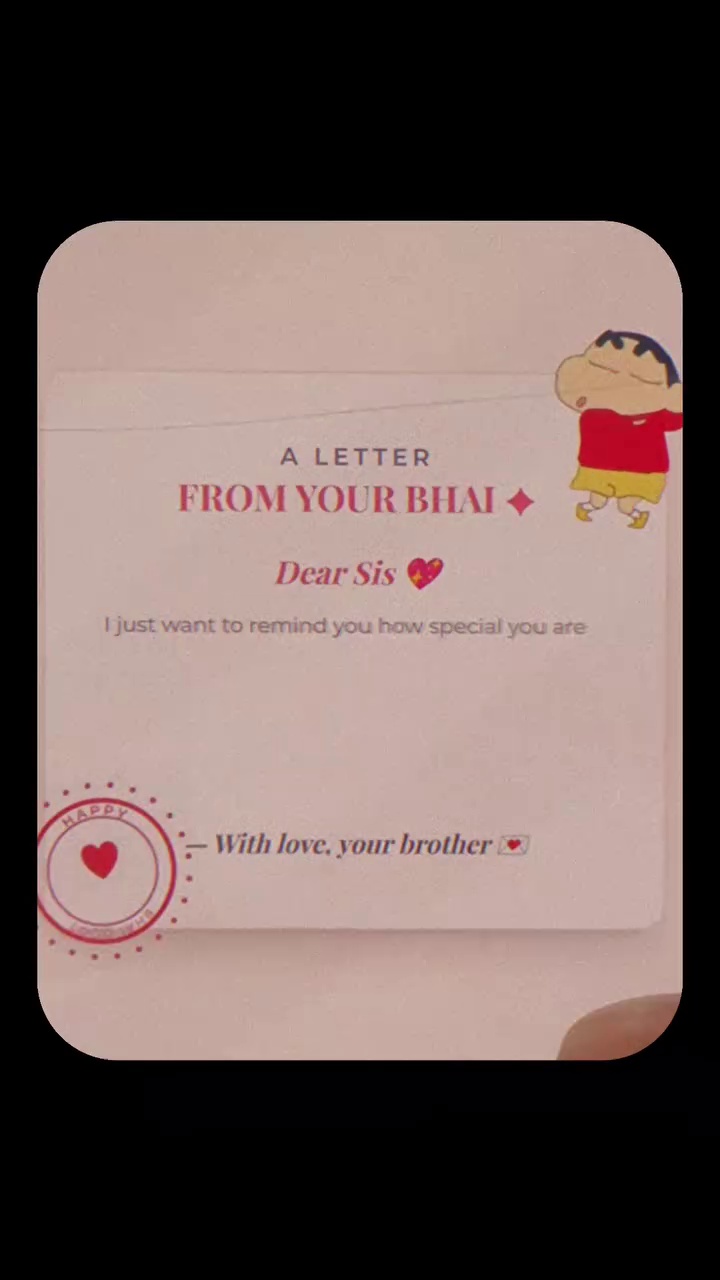 A LETTER
FROM YOUR BHAI ✦
Dear Sis 💖
I just want to remind you how special you are
— With love, your brother 💌
HAPPY